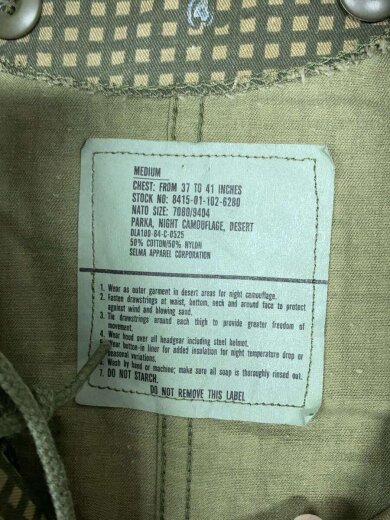 MEDIUM
CHEST: FROM 37 TO 41 INCHES
STOCK NO: 8415-01-102-6280
NATO SIZE: 7080/9404
PARKA, NIGHT CAMOUFLAGE, DESERT
DLA100-84-C-0525
50% COTTON/50% NYLON
SELMA APPAREL CORPORATION
1. Wear as outer garment in desert areas for night camouflage.
2. Fasten drawstrings at waist, bottom, neck and around face to protect
against wind and blowing sand.
3. Tie drawstrings around each thigh to provide greater freedom of
movement.
4. Wear hood over all headgear including steel helmet.
5. Wear button-in liner for added insulation for night temperature drop or
seasonal variations.
6. Wash by hand or machine; make sure all soap is thoroughly rinsed out.
7. DO NOT STARCH.
DO NOT REMOVE THIS LABEL